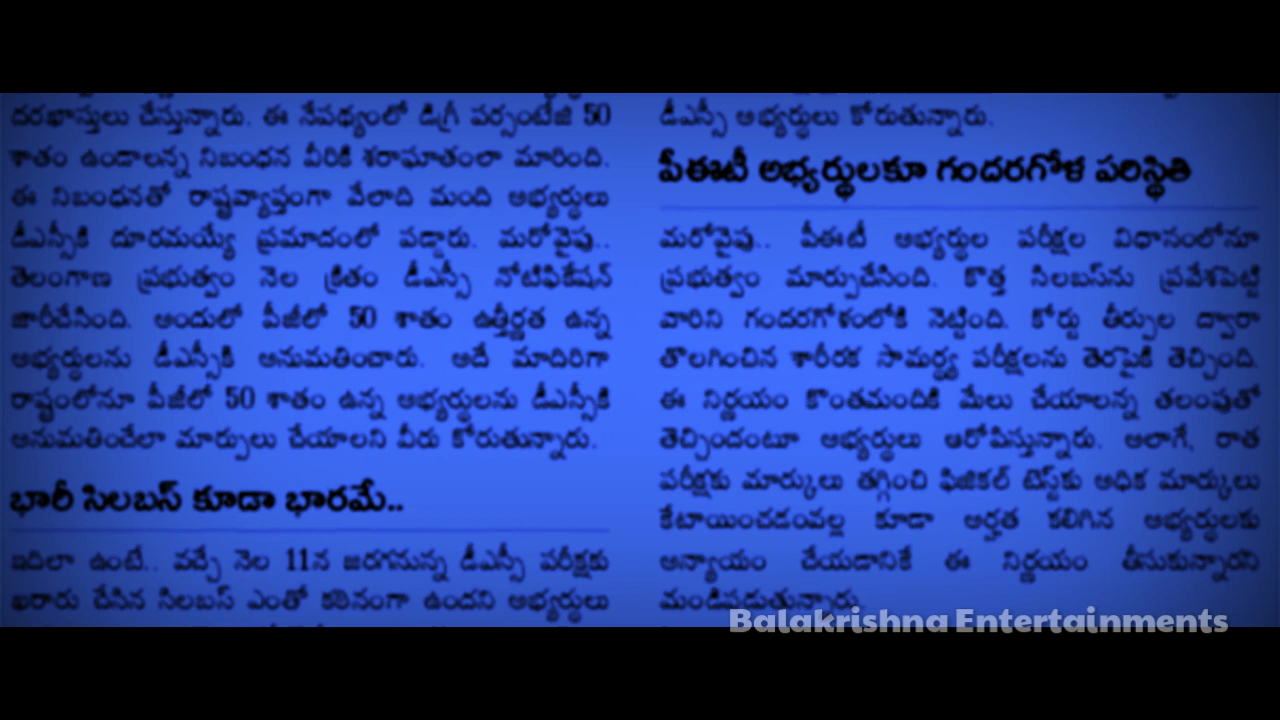 దరఖాస్తులు చేస్తున్నారు. ఈ నేపథ్యంలో డిగ్రీ పర్సంటేజీ 50
శాతం ఉండాలన్న నిబంధన వీరికి శరాఘాతంలా మారింది.
ఈ నిబంధనతో రాష్ట్రవ్యాప్తంగా వేలాది మంది అభ్యర్థులు
డీఎస్సీకి దూరమయ్యే ప్రమాదంలో పడ్డారు. మరోవైపు..
తెలంగాణ ప్రభుత్వం నెల క్రితం డీఎస్సీ నోటిఫికేషన్
జారీచేసింది. అందులో పీజీలో 50 శాతం ఉత్తీర్ణత ఉన్న
అభ్యర్థులను డీఎస్సీకి అనుమతించారు. అదే మాదిరిగా
రాష్ట్రంలోనూ పీజీలో 50 శాతం ఉన్న అభ్యర్థులను డీఎస్సీకి
అనుమతించేలా మార్పులు చేయాలని వీరు కోరుతున్నారు.
భారీ సిలబస్ కూడా భారమే..
ఇదిలా ఉంటే.. వచ్చే నెల 11న జరగనున్న డీఎస్సీ పరీక్షకు
ఖరారు చేసిన సిలబస్ ఎంతో కఠినంగా ఉందని అభ్యర్థులు
డీఎస్సీ అభ్యర్థులు కోరుతున్నారు.
పీఈటీ అభ్యర్థులకూ గందరగోళ పరిస్థితి
మరోవైపు.. పీఈటీ అభ్యర్థుల పరీక్షల విధానంలోనూ
ప్రభుత్వం మార్పుచేసింది. కొత్త సిలబస్‌ను ప్రవేశపెట్టి
వారిని గందరగోళంలోకి నెట్టింది. కోర్టు తీర్పుల ద్వారా
తొలగించిన శారీరక సామర్థ్య పరీక్షలను తెరపైకి తెచ్చింది.
ఈ నిర్ణయం కొంతమందికి మేలు చేయాలన్న తలంపుతో
తెచ్చిందంటూ అభ్యర్థులు ఆరోపిస్తున్నారు. అలాగే, రాత
పరీక్షకు మార్కులు తగ్గించి ఫిజికల్ టెస్ట్‌కు అధిక మార్కులు
కేటాయించడంవల్ల కూడా అర్హత కలిగిన అభ్యర్థులకు
అన్యాయం చేయడానికే ఈ నిర్ణయం తీసుకున్నారని
మండిపడుతున్నారు.
Balakrishna Entertainments